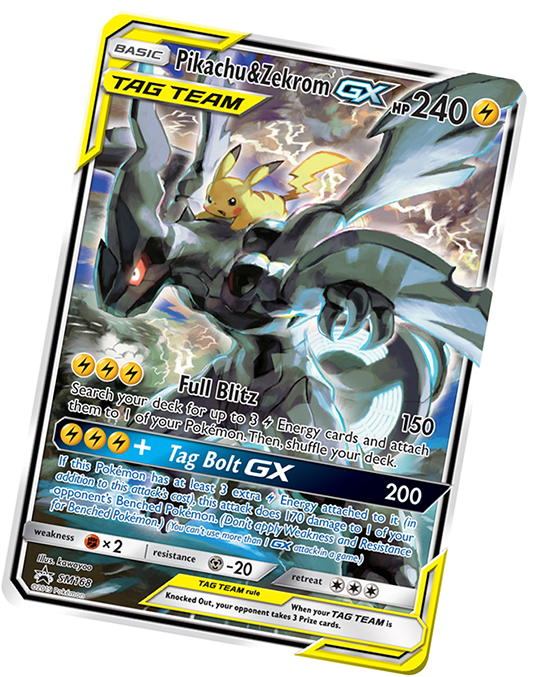 BASIC
Pikachu&Zekrom GX
HP 240
TAG TEAM
Full Blitz
150
Search your deck for up to 3 Energy cards and attach
them to 1 of your Pokémon. Then, shuffle your deck.
+ Tag Bolt GX
200
If this Pokémon has at least 3 extra Energy attached to it (in
addition to this attack's cost), this attack does 170 damage to 1 of your
opponent's Benched Pokémon. (Don't apply Weakness and Resistance
for Benched Pokémon.) (You can't use more than 1 GX attack in a game.)
weakness ×2
resistance -20
retreat
Illus. kawayoo
SM168
©2019 Pokémon
TAG TEAM rule
When your TAG TEAM is
Knocked Out, your opponent takes 3 Prize cards.